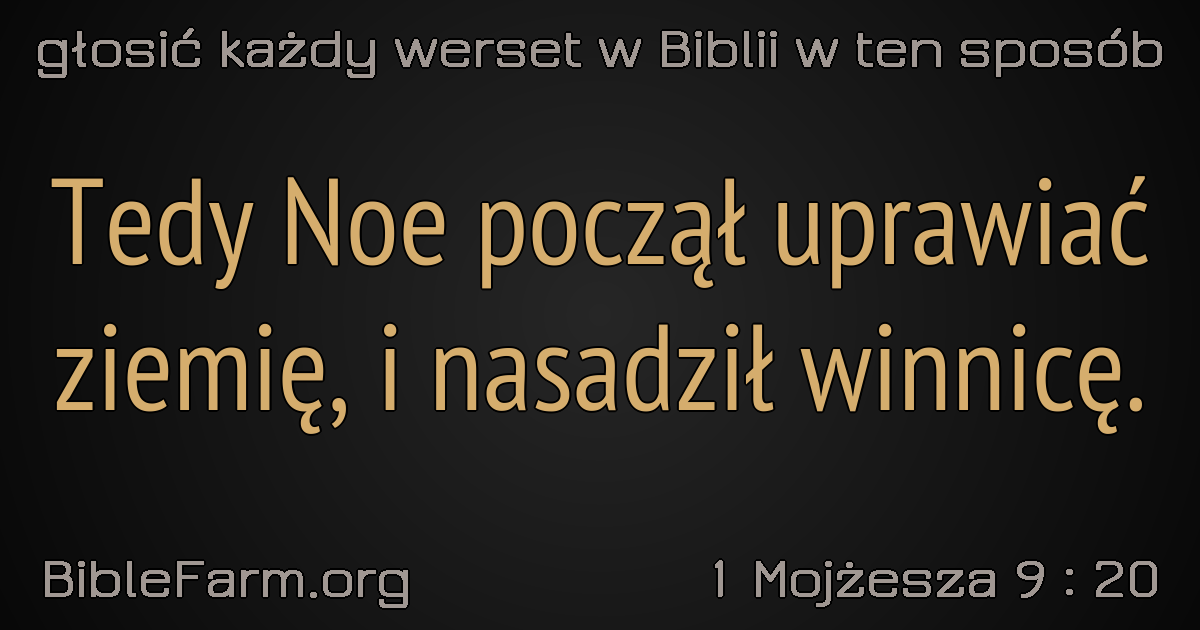 głosić każdy werset w Biblii w ten sposób
Tedy Noe począł uprawiać
ziemię, i nasadził winnicę.
BibleFarm.org
1 Mojżesza 9 : 20